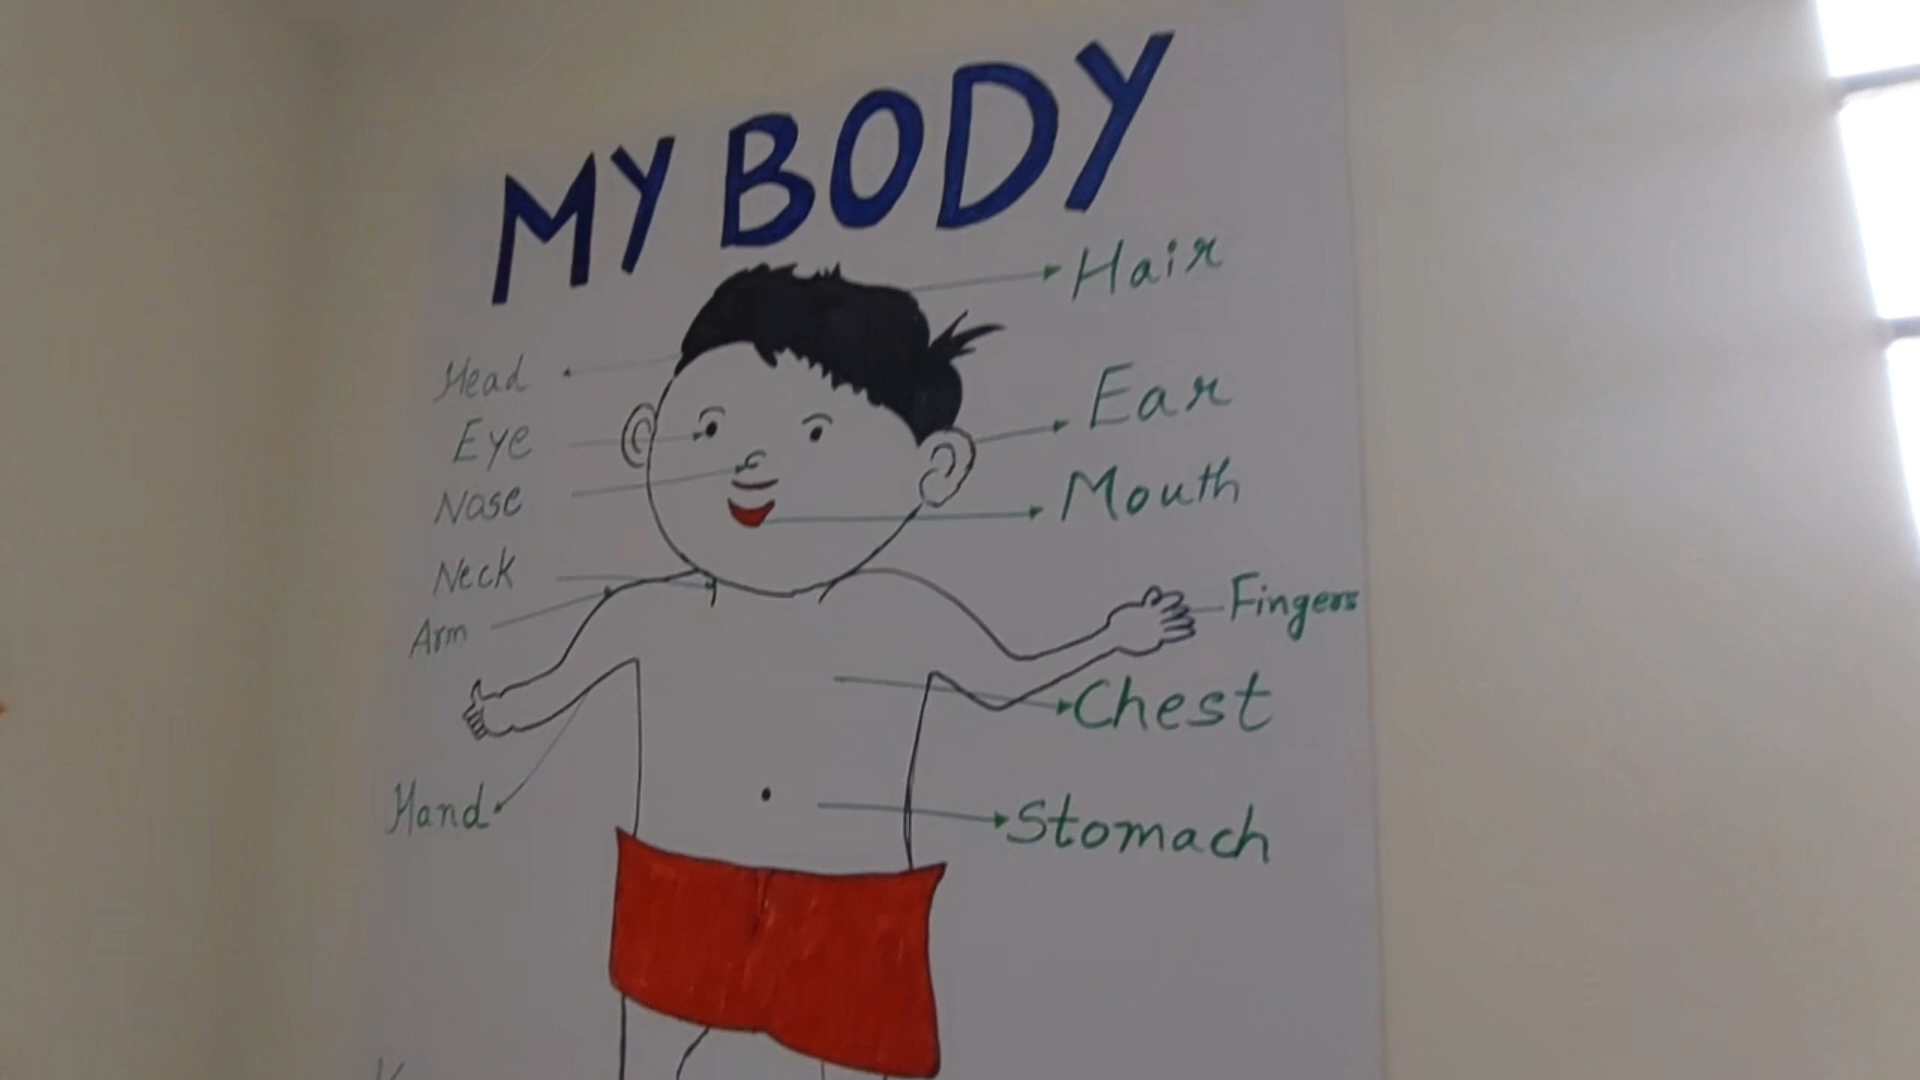 MY BODY
Hair
Head
Ear
Eye
Nose
Mouth
Neck
Fingers
Arm
Chest
Hand
Stomach